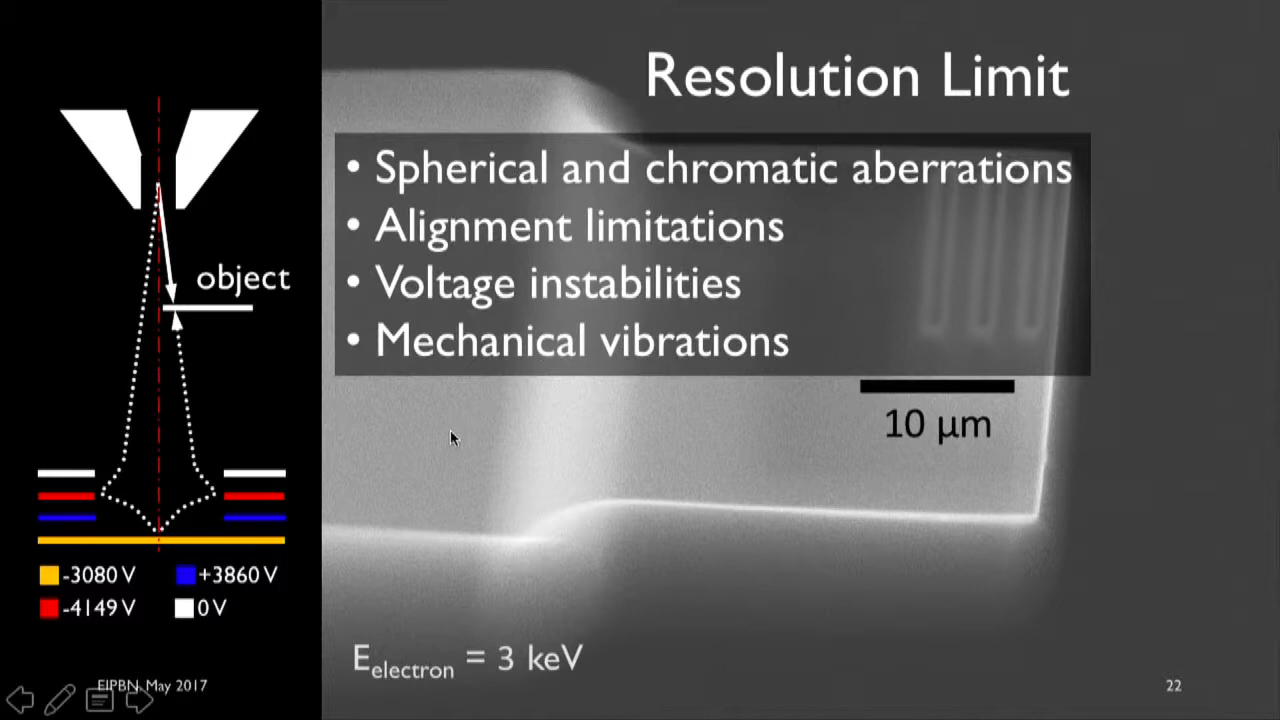 Resolution Limit
• Spherical and chromatic aberrations
• Alignment limitations
• Voltage instabilities
• Mechanical vibrations
object
10 µm
-3080 V
+3860 V
-4149 V
0 V
Eelectron = 3 keV
EIPBN, May 2017
22